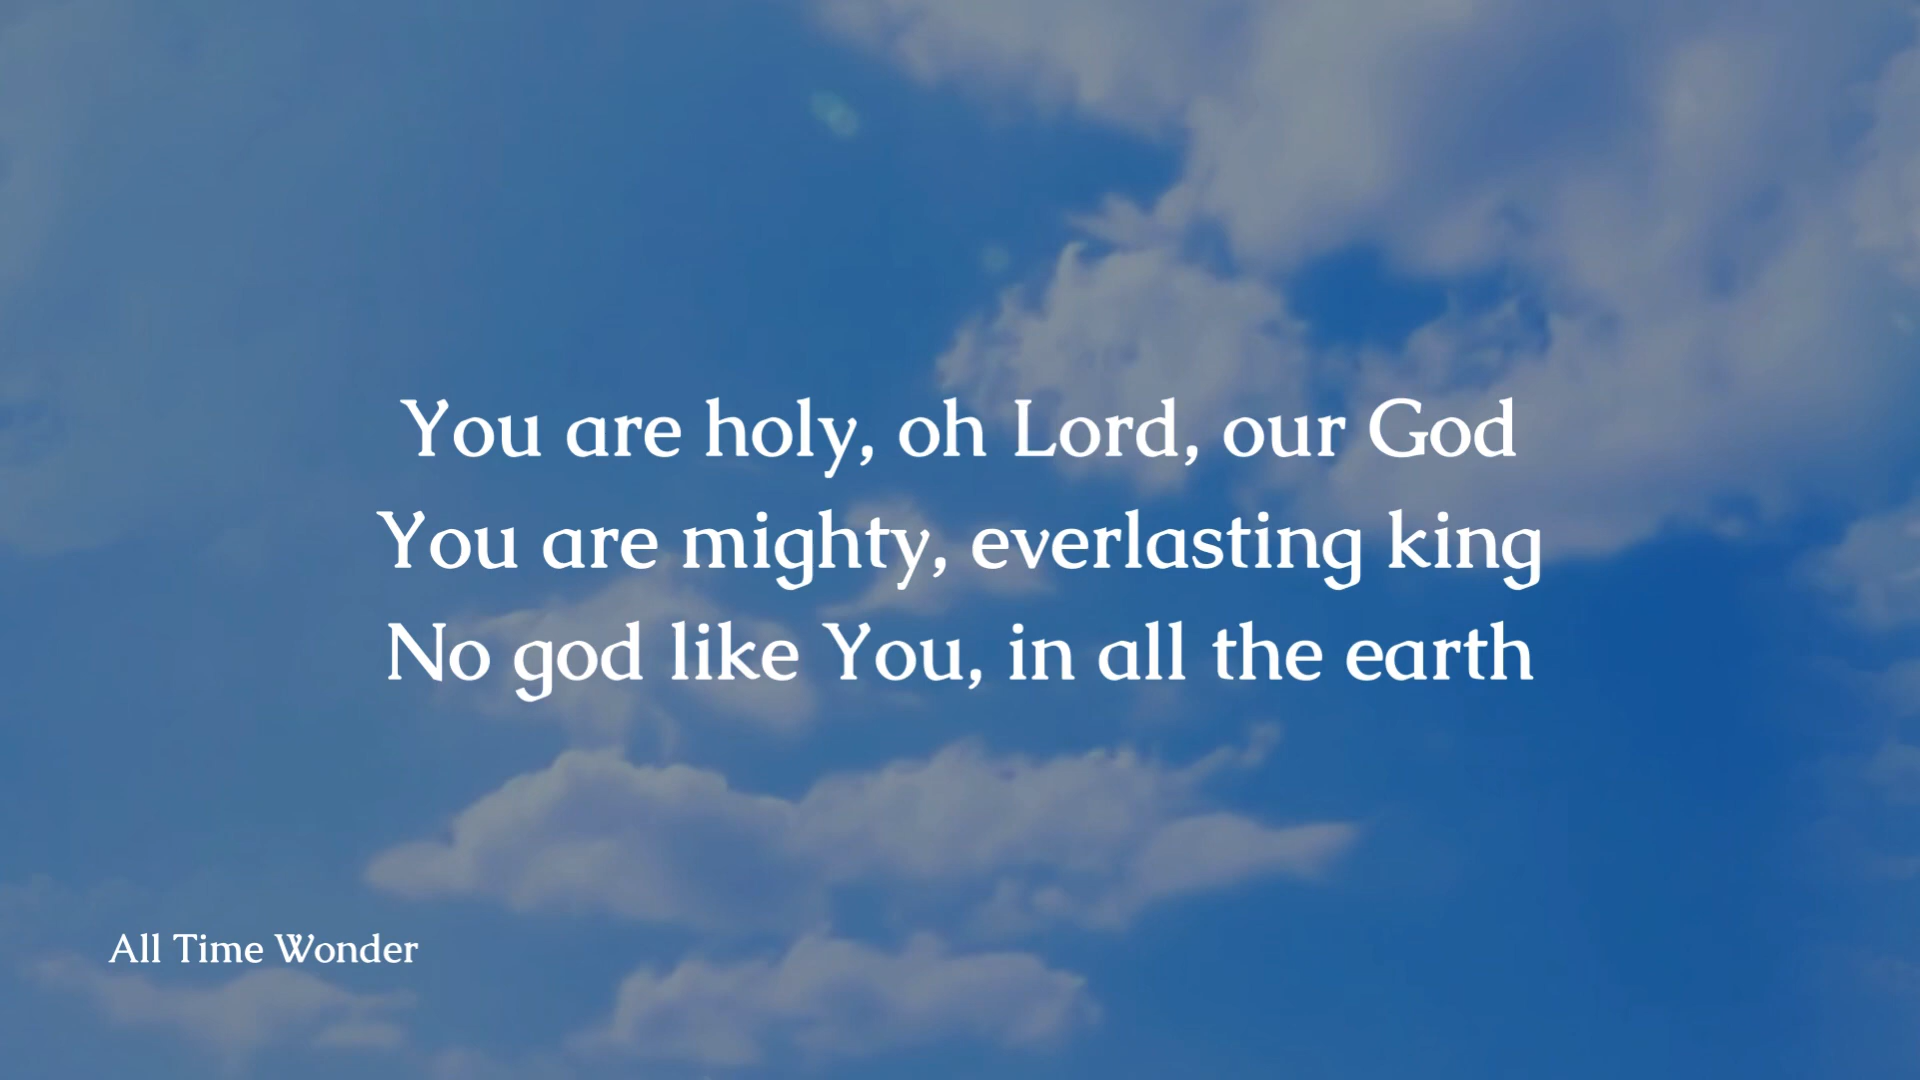 You are holy, oh Lord, our God
You are mighty, everlasting king
No god like You, in all the earth
All Time Wonder